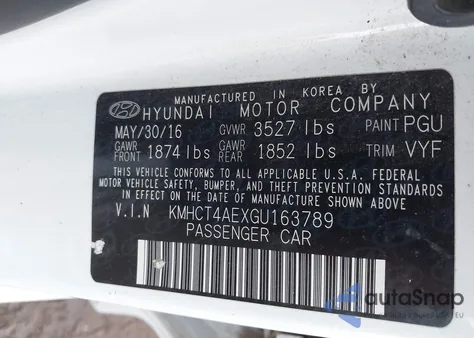 MANUFACTURED IN KOREA BY
HYUNDAI MOTOR COMPANY
MAY/30/16 GVWR 3527 lbs PAINT PGU
GAWR FRONT 1874 lbs GAWR REAR 1852 lbs TRIM VYF
THIS VEHICLE CONFORMS TO ALL APPLICABLE U.S.A. FEDERAL
MOTOR VEHICLE SAFETY, BUMPER, AND THEFT PREVENTION STANDARDS
IN EFFECT ON THE DATE OF MANUFACTURE SHOWN ABOVE.
V.I.N KMHCT4AEXGU163789
PASSENGER CAR
autoSnap